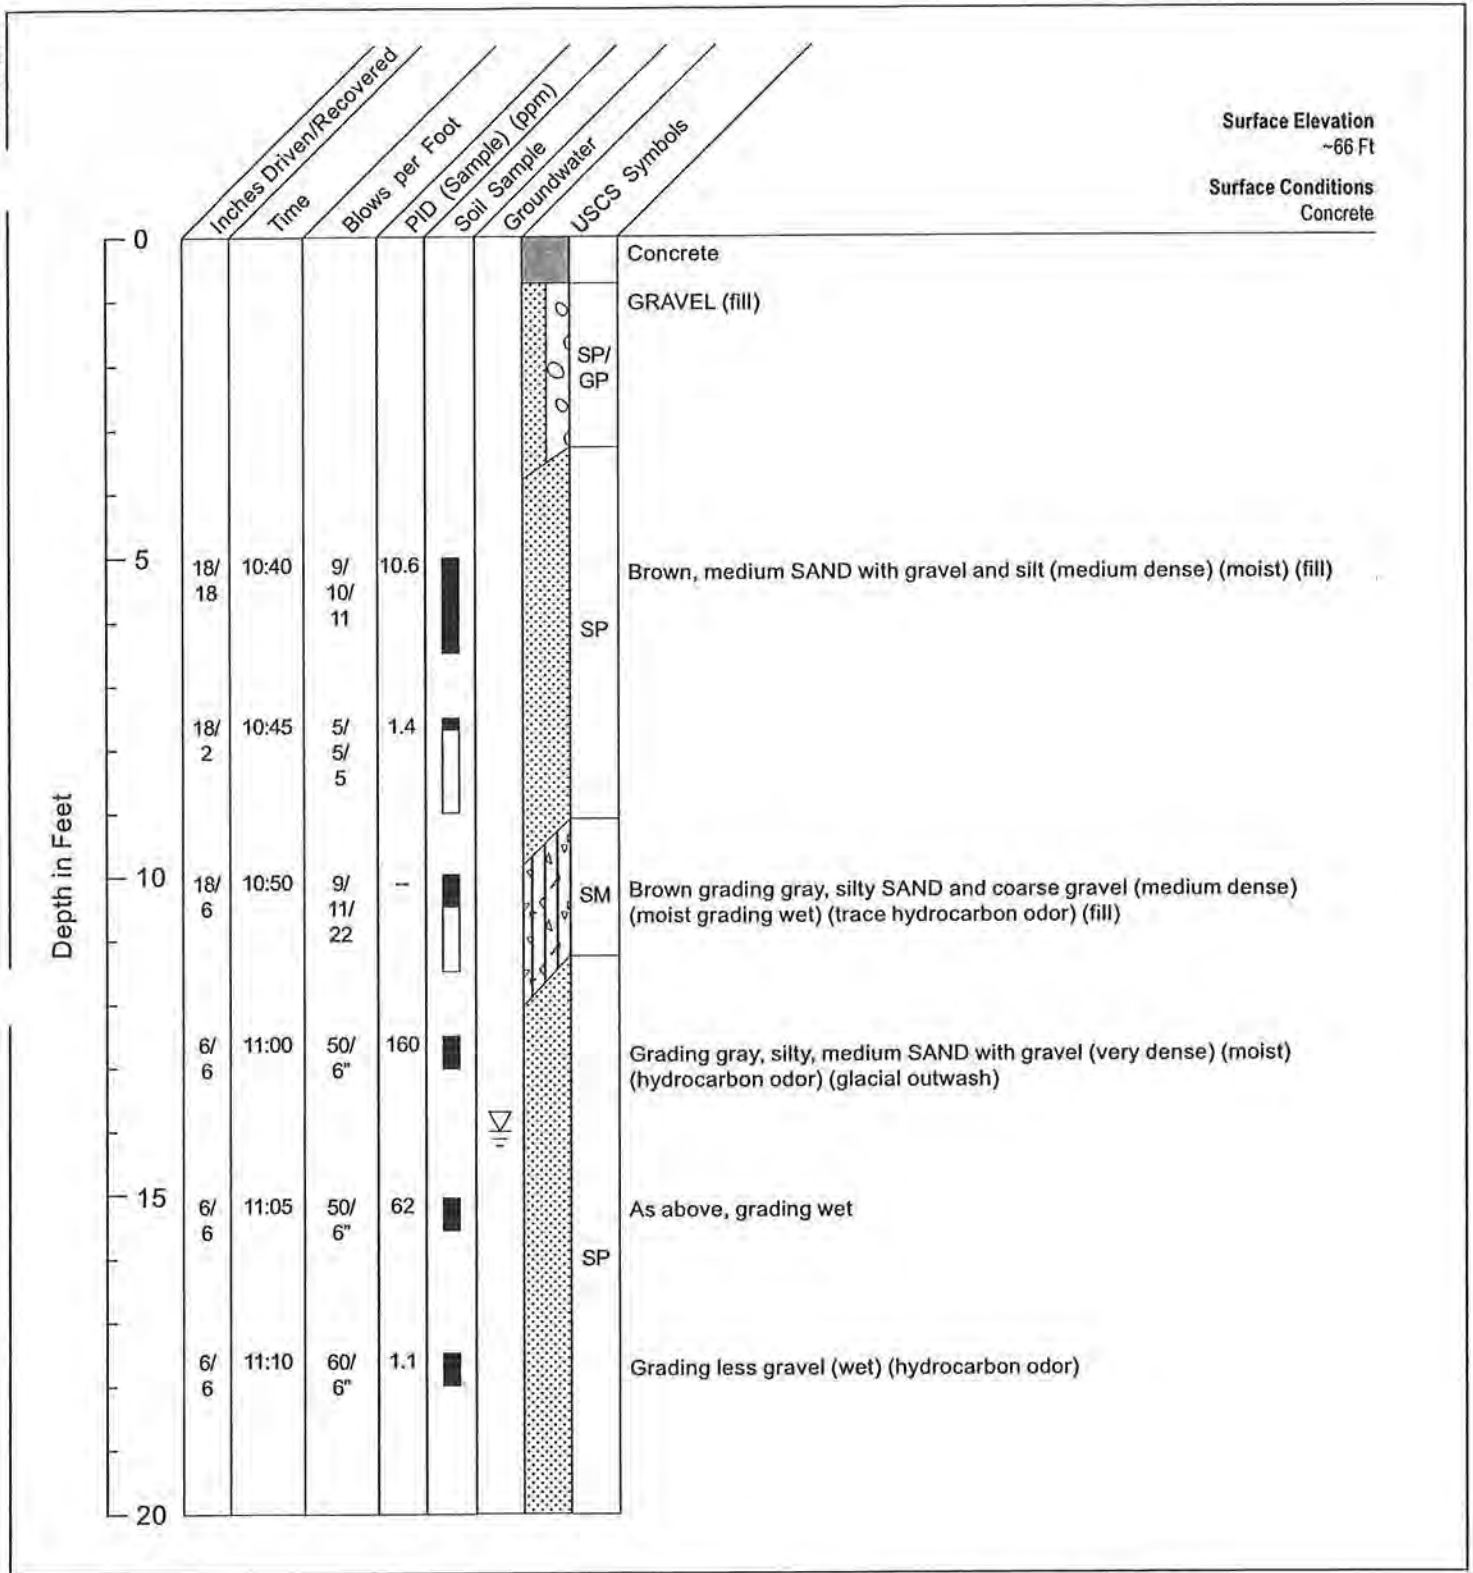 Inches Driven/Recovered
Time
Blows per Foot
PID (Sample) (ppm)
Soil Sample
Groundwater
USCS Symbols
Surface Elevation
~66 Ft
Surface Conditions
Concrete
Depth in Feet
0
Concrete
GRAVEL (fill)
SP/
GP
5
18/
18
10:40
9/
10/
11
10.6
Brown, medium SAND with gravel and silt (medium dense) (moist) (fill)
SP
18/
2
10:45
5/
5/
5
1.4
10
18/
6
10:50
9/
11/
22
–
SM
Brown grading gray, silty SAND and coarse gravel (medium dense)
(moist grading wet) (trace hydrocarbon odor) (fill)
6/
6
11:00
50/
6"
160
Grading gray, silty, medium SAND with gravel (very dense) (moist)
(hydrocarbon odor) (glacial outwash)
15
6/
6
11:05
50/
6"
62
As above, grading wet
SP
6/
6
11:10
60/
6"
1.1
Grading less gravel (wet) (hydrocarbon odor)
20